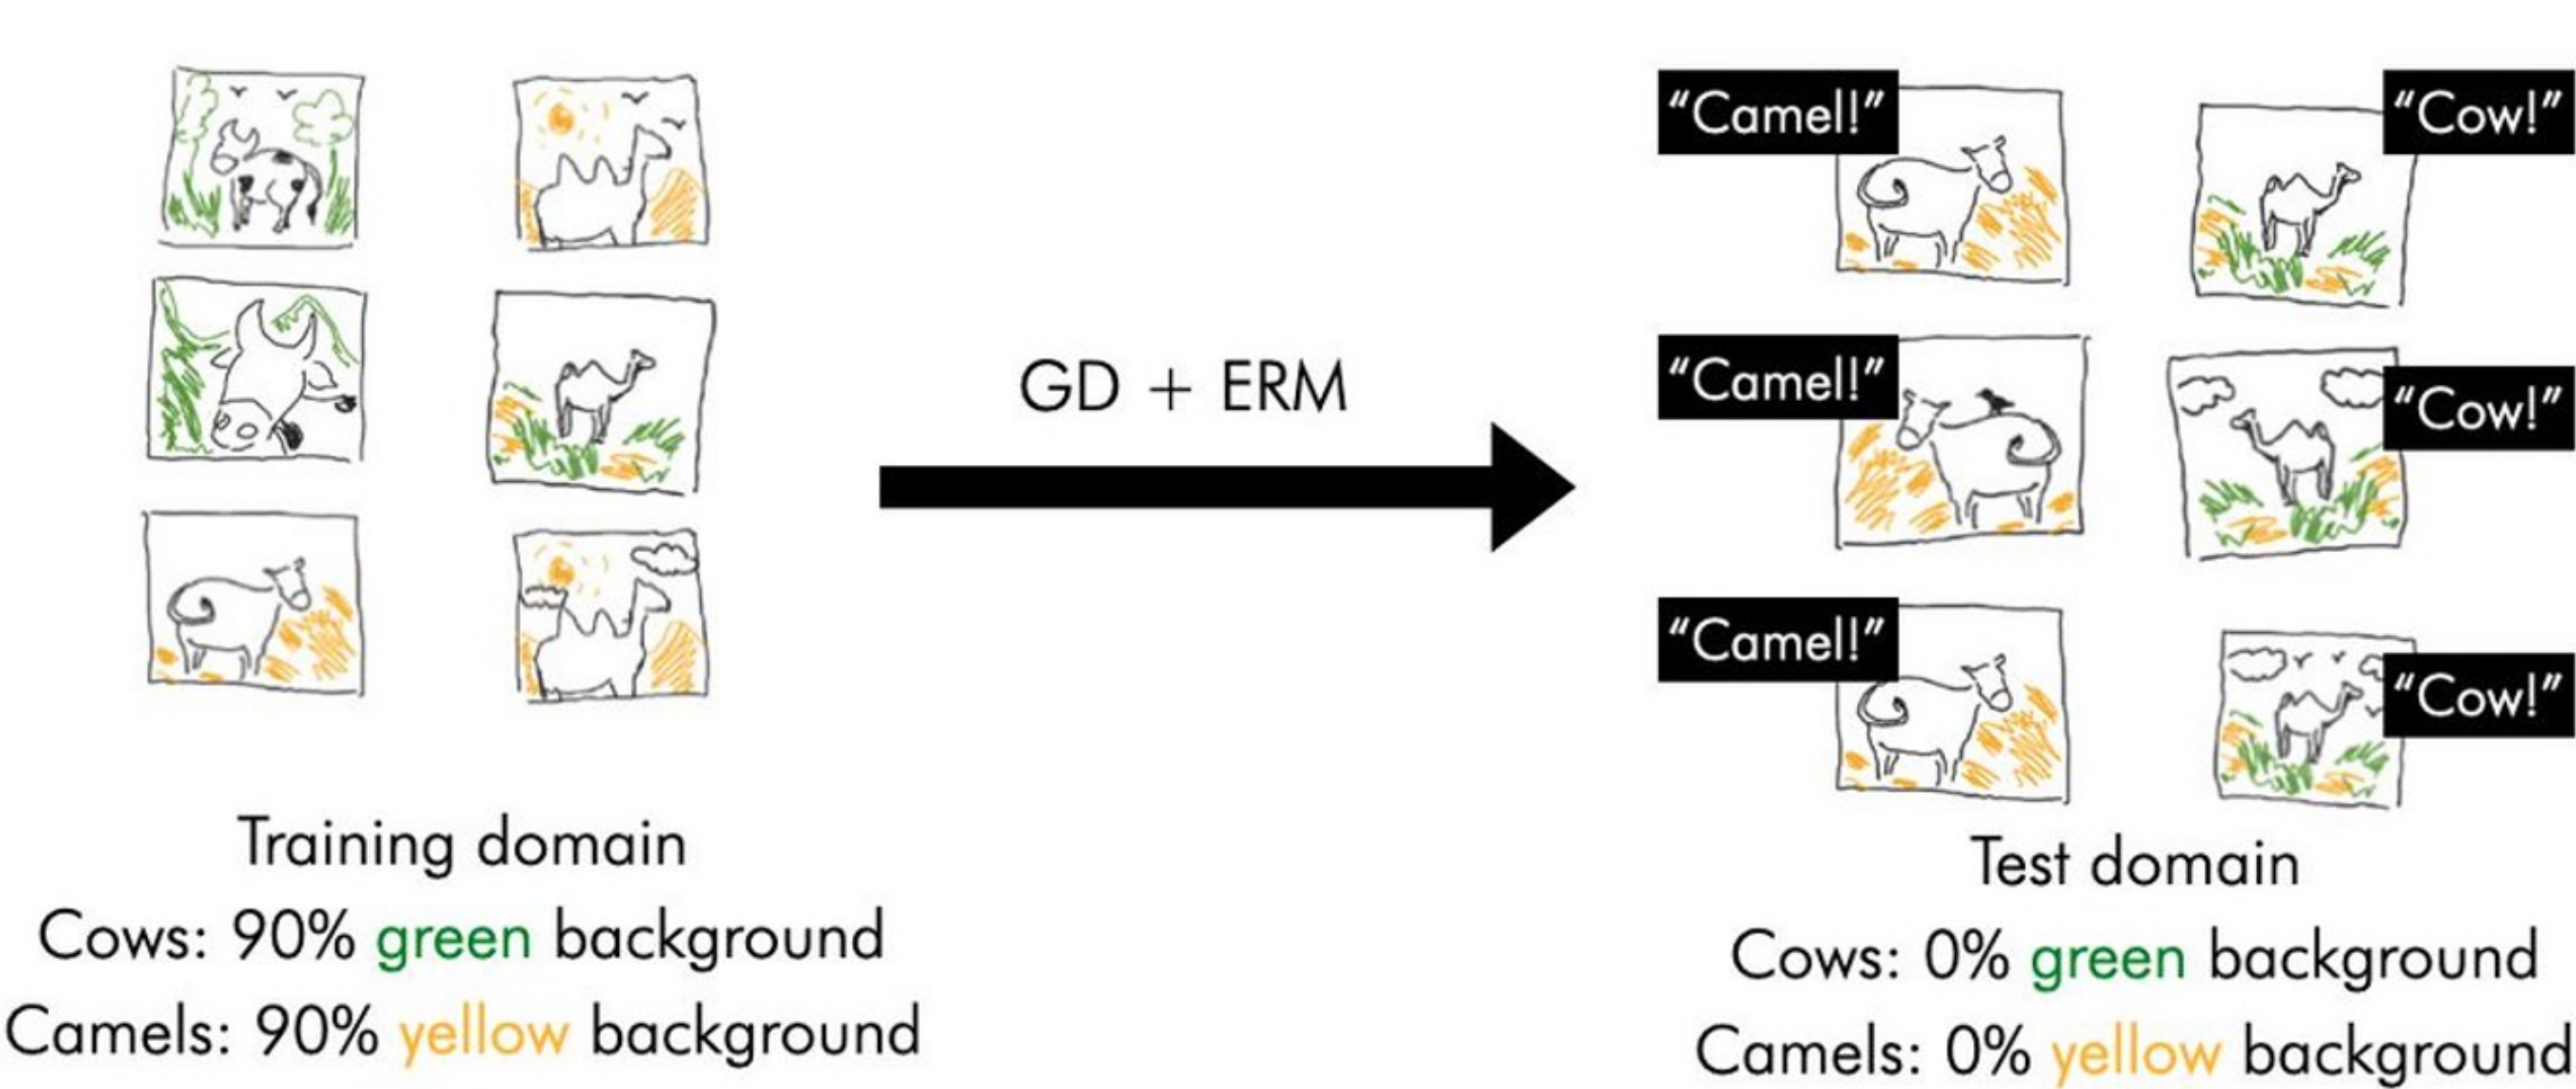 “Camel!”
“Cow!”
“Camel!”
“Cow!”
GD + ERM
“Camel!”
“Cow!”
Training domain
Cows: 90% green background
Camels: 90% yellow background
Test domain
Cows: 0% green background
Camels: 0% yellow background